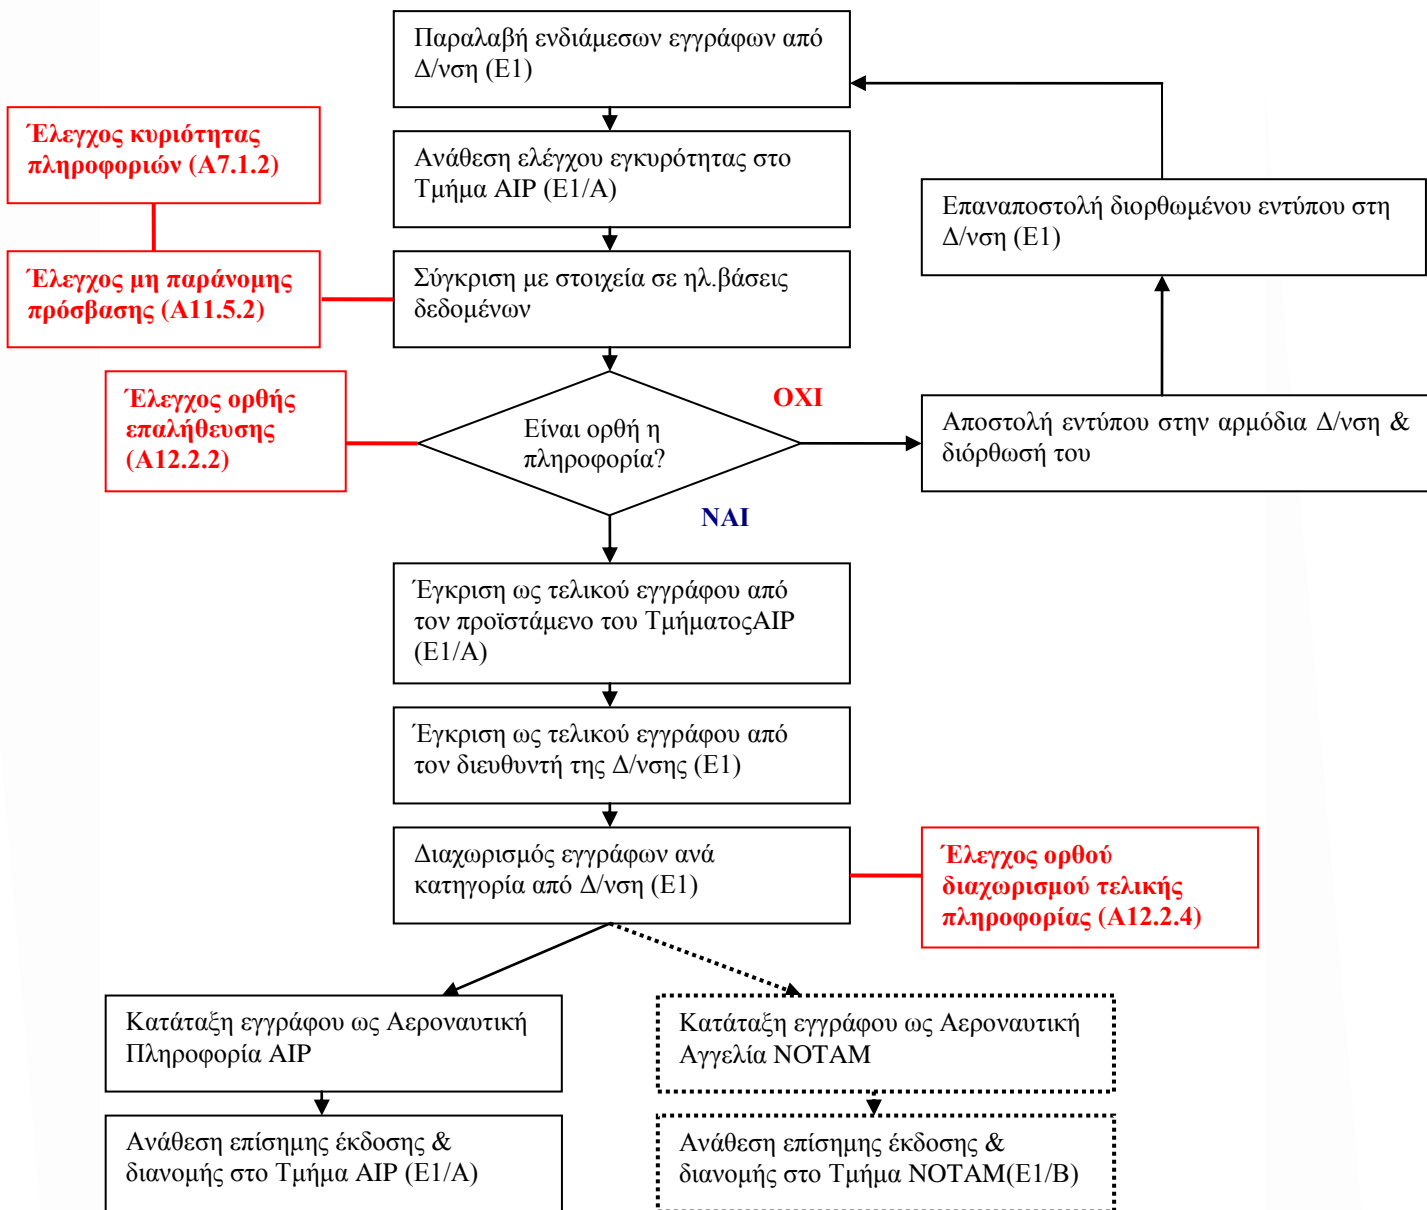 Παραλαβή ενδιάμεσων εγγράφων από
Δ/νση (Ε1)
Έλεγχος κυριότητας
πληροφοριών (Α7.1.2)
Ανάθεση ελέγχου εγκυρότητας στο
Τμήμα AIP (Ε1/Α)
Επαναποστολή διορθωμένου εντύπου στη
Δ/νση (Ε1)
Έλεγχος μη παράνομης
πρόσβασης (Α11.5.2)
Σύγκριση με στοιχεία σε ηλ.βάσεις
δεδομένων
Έλεγχος ορθής
επαλήθευσης
(Α12.2.2)
Είναι ορθή η
πληροφορία?
ΟΧΙ
Αποστολή εντύπου στην αρμόδια Δ/νση &
διόρθωσή του
ΝΑΙ
Έγκριση ως τελικού εγγράφου από
τον προϊστάμενο του ΤμήματοςAIP
(Ε1/Α)
Έγκριση ως τελικού εγγράφου από
τον διευθυντή της Δ/νσης (Ε1)
Διαχωρισμός εγγράφων ανά
κατηγορία από Δ/νση (Ε1)
Έλεγχος ορθού
διαχωρισμού τελικής
πληροφορίας (Α12.2.4)
Κατάταξη εγγράφου ως Αεροναυτική
Πληροφορία AIP
Κατάταξη εγγράφου ως Αεροναυτική
Αγγελία NOTAM
Ανάθεση επίσημης έκδοσης &
διανομής στο Τμήμα AIP (Ε1/Α)
Ανάθεση επίσημης έκδοσης &
διανομής στο Τμήμα NOTAM(Ε1/Β)